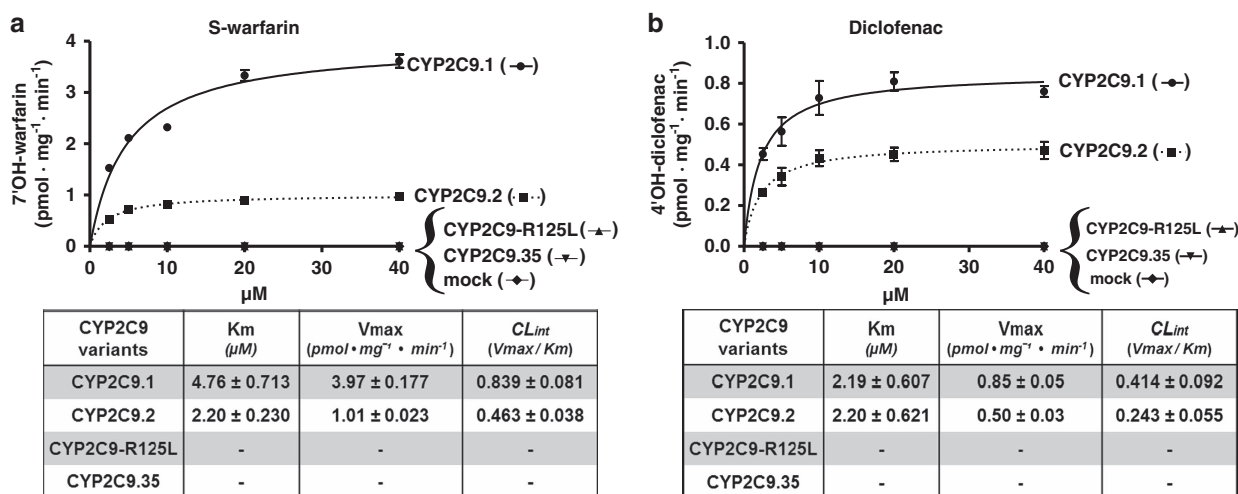 a
S-warfarin
7'OH-warfarin
(pmol · mg⁻¹ · min⁻¹)
4
3
2
1
0
0
10
20
30
40
µM
CYP2C9.1 (●)
CYP2C9.2 (■)
CYP2C9-R125L (▲)
CYP2C9.35 (▼)
mock (◆)
CYP2C9 variants | Km (µM) | Vmax (pmol • mg⁻¹ • min⁻¹) | CLint (Vmax / Km)
CYP2C9.1 | 4.76 ± 0.713 | 3.97 ± 0.177 | 0.839 ± 0.081
CYP2C9.2 | 2.20 ± 0.230 | 1.01 ± 0.023 | 0.463 ± 0.038
CYP2C9-R125L | - | - | -
CYP2C9.35 | - | - | -
b
Diclofenac
4'OH-diclofenac
(pmol · mg⁻¹ · min⁻¹)
1.0
0.8
0.6
0.4
0.2
0.0
0
10
20
30
40
µM
CYP2C9.1 (●)
CYP2C9.2 (■)
CYP2C9-R125L (▲)
CYP2C9.35 (▼)
mock (◆)
CYP2C9 variants | Km (µM) | Vmax (pmol • mg⁻¹ • min⁻¹) | CLint (Vmax / Km)
CYP2C9.1 | 2.19 ± 0.607 | 0.85 ± 0.05 | 0.414 ± 0.092
CYP2C9.2 | 2.20 ± 0.621 | 0.50 ± 0.03 | 0.243 ± 0.055
CYP2C9-R125L | - | - | -
CYP2C9.35 | - | - | -